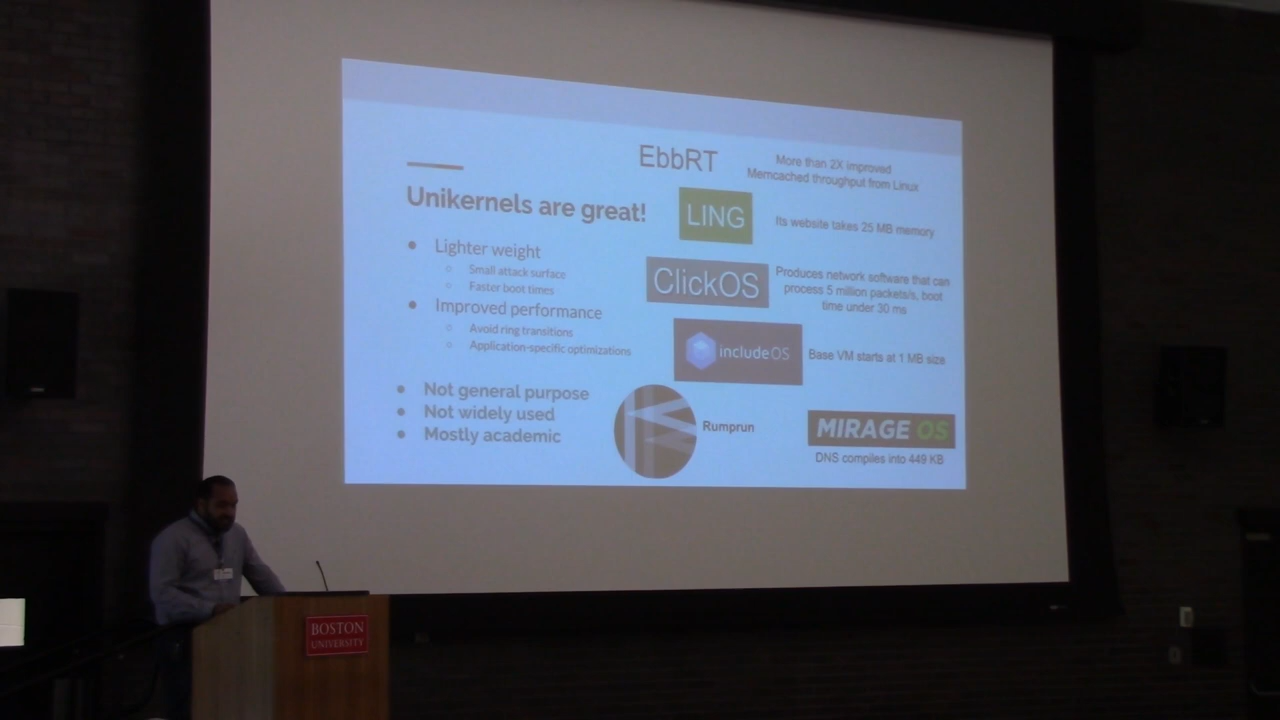 Unikernels are great!
Lighter weight
Small attack surface
Faster boot times
Improved performance
Avoid ring transitions
Application-specific optimizations
Not general purpose
Not widely used
Mostly academic
EbbRT
More than 2X improved
Memcached throughput from Linux
LING
Its website takes 25 MB memory
ClickOS
Produces network software that can
process 5 million packets/s, boot
time under 30 ms
includeOS
Base VM starts at 1 MB size
Rumprun
MIRAGE OS
DNS compiles into 449 KB
BOSTON
UNIVERSITY